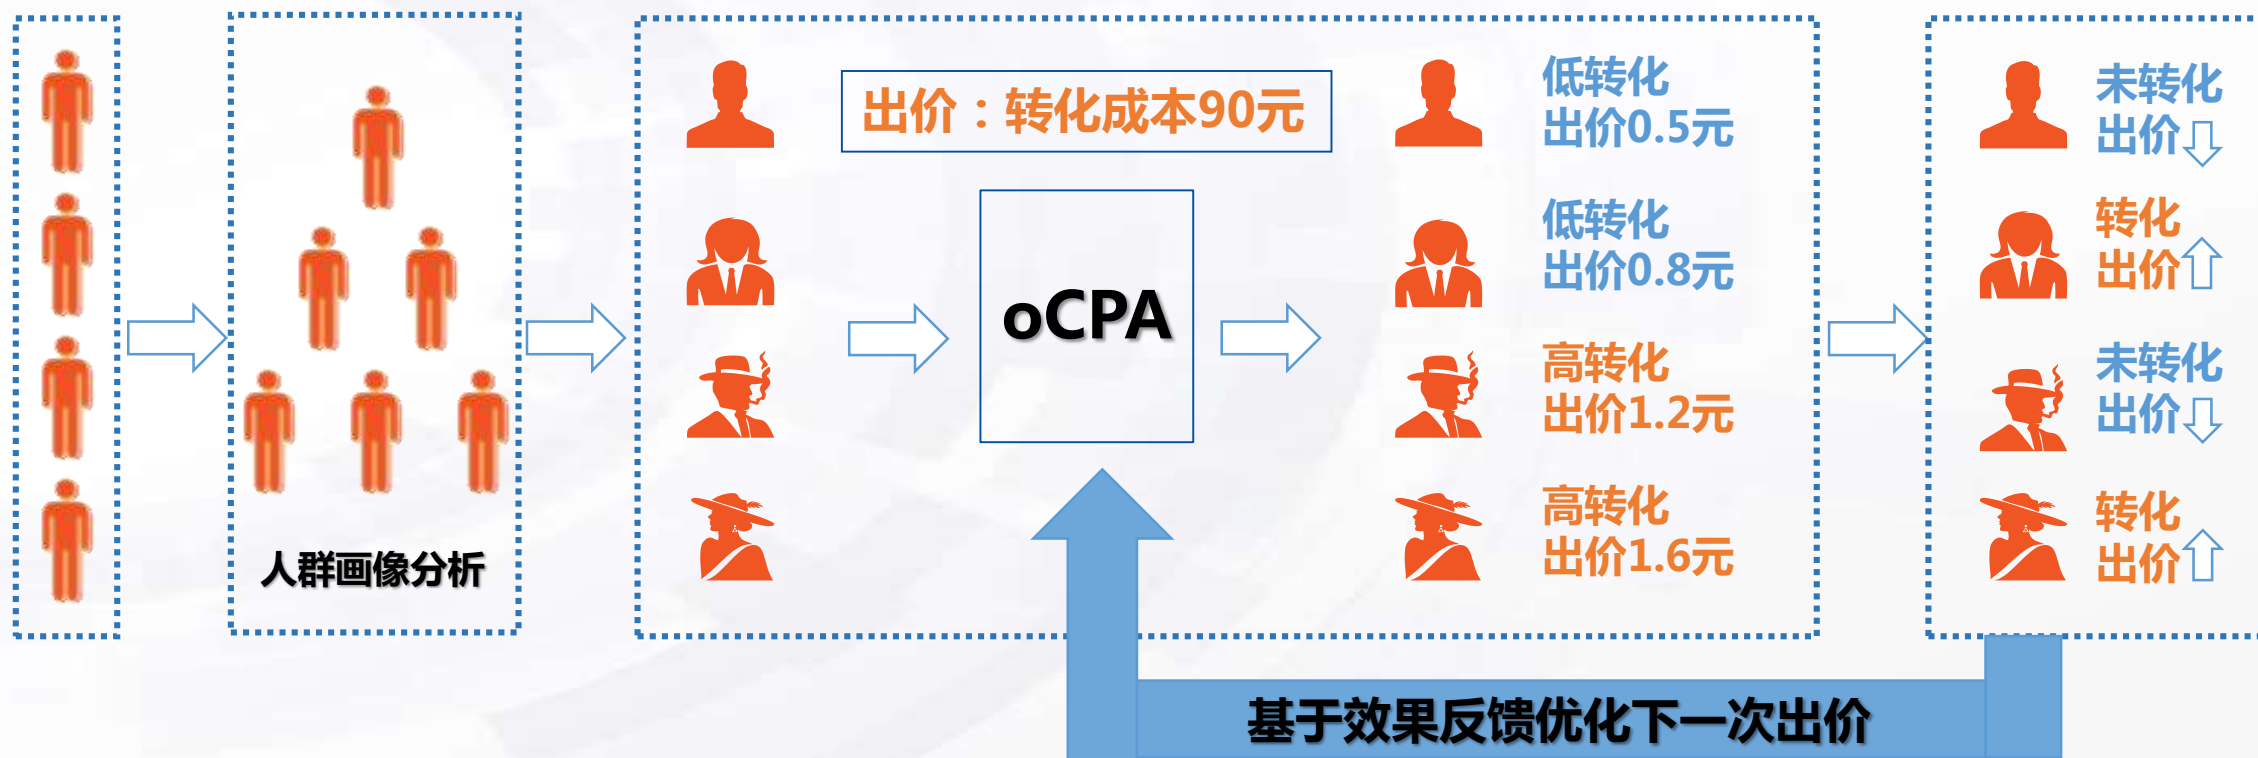 人群画像分析
出价：转化成本90元
oCPA
低转化
出价0.5元
低转化
出价0.8元
高转化
出价1.2元
高转化
出价1.6元
未转化
出价
转化
出价
未转化
出价
转化
出价
基于效果反馈优化下一次出价